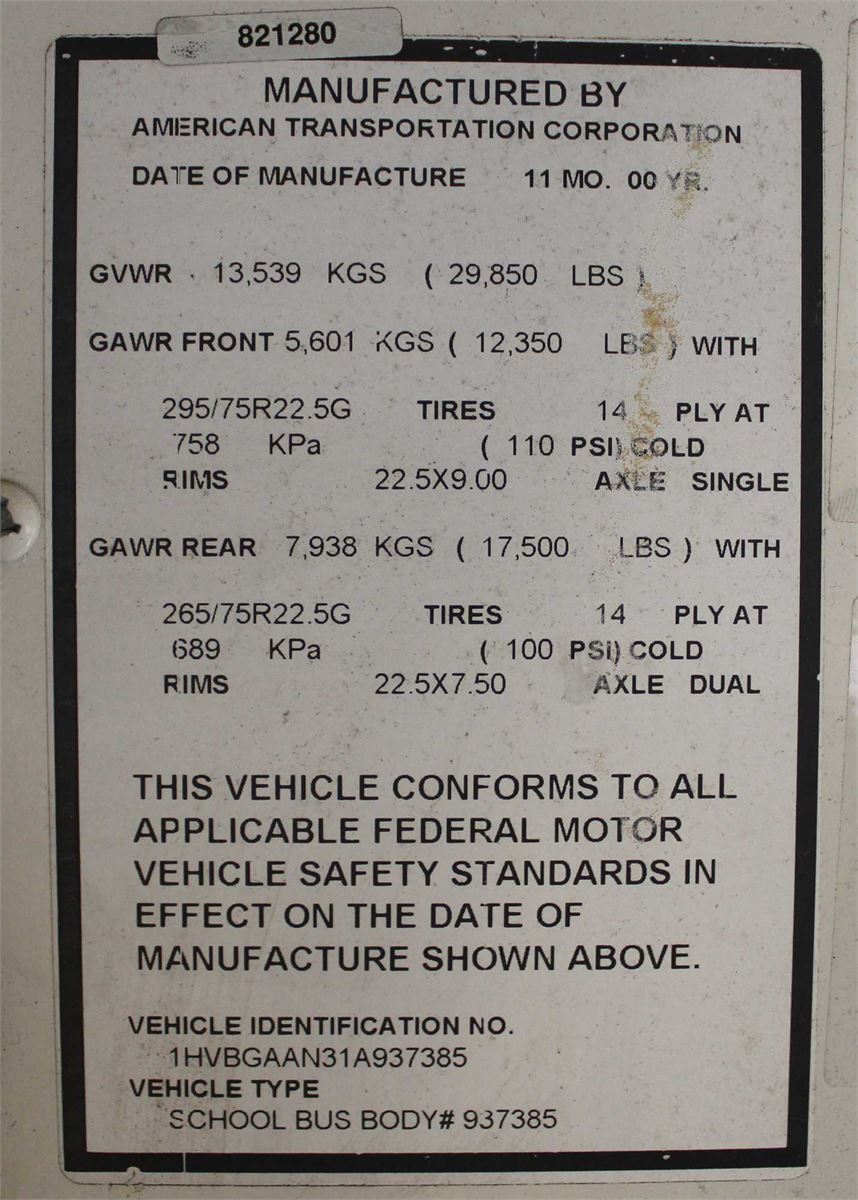 821280
MANUFACTURED BY
AMERICAN TRANSPORTATION CORPORATION
DATE OF MANUFACTURE 11 MO. 00 YR.
GVWR 13,539 KGS ( 29,850 LBS )
GAWR FRONT 5,601 KGS ( 12,350 LBS ) WITH
295/75R22.5G TIRES 14 PLY AT
758 KPa ( 110 PSI) COLD
RIMS 22.5X9.00 AXLE SINGLE
GAWR REAR 7,938 KGS ( 17,500 LBS ) WITH
265/75R22.5G TIRES 14 PLY AT
689 KPa ( 100 PSI) COLD
RIMS 22.5X7.50 AXLE DUAL
THIS VEHICLE CONFORMS TO ALL
APPLICABLE FEDERAL MOTOR
VEHICLE SAFETY STANDARDS IN
EFFECT ON THE DATE OF
MANUFACTURE SHOWN ABOVE.
VEHICLE IDENTIFICATION NO.
1HVBGAAN31A937385
VEHICLE TYPE
SCHOOL BUS BODY# 937385